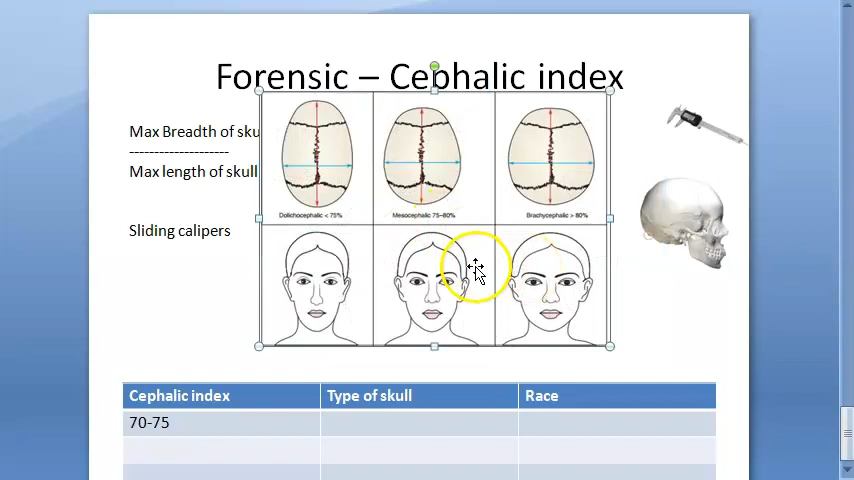 Forensic – Cephalic index
Max Breadth of sku
--------------------
Max length of skull
Dolichocephalic < 75%
Mesocephalic 75-80%
Brachycephalic > 80%
Sliding calipers
Cephalic index
Type of skull
Race
70-75